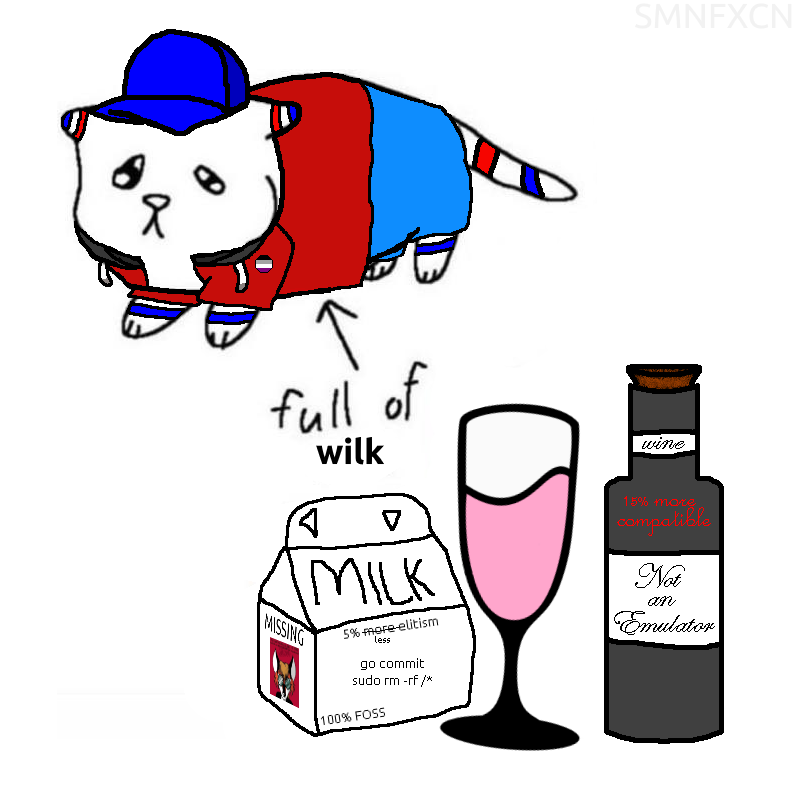 SMNFXCN
full of
wilk
wine
1% more
compatible
Not
an
Emulator
MILK
MISSING
5% more elitism
less
go commit
sudo rm -rf /*
100% FOSS